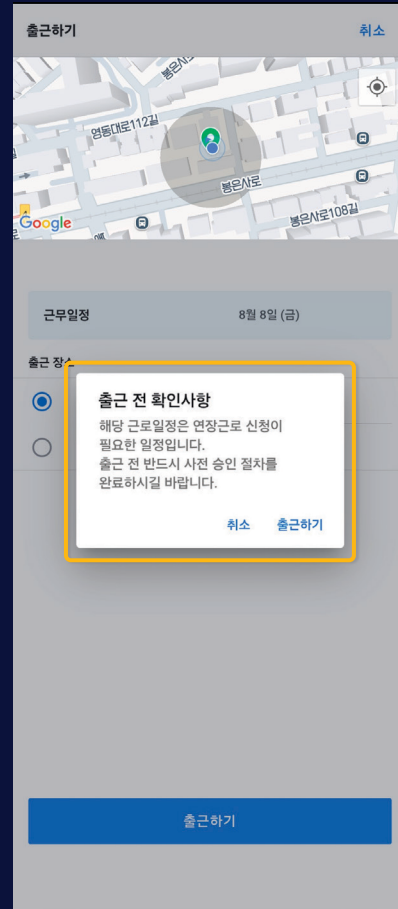 출근하기
취소
영동대로112길
봉은사로
봉은사로108길
Google
근무일정
8월 8일 (금)
출근 장소
출근 전 확인사항
해당 근로일정은 연장근로 신청이
필요한 일정입니다.
출근 전 반드시 사전 승인 절차를
완료하시길 바랍니다.
취소
출근하기
출근하기